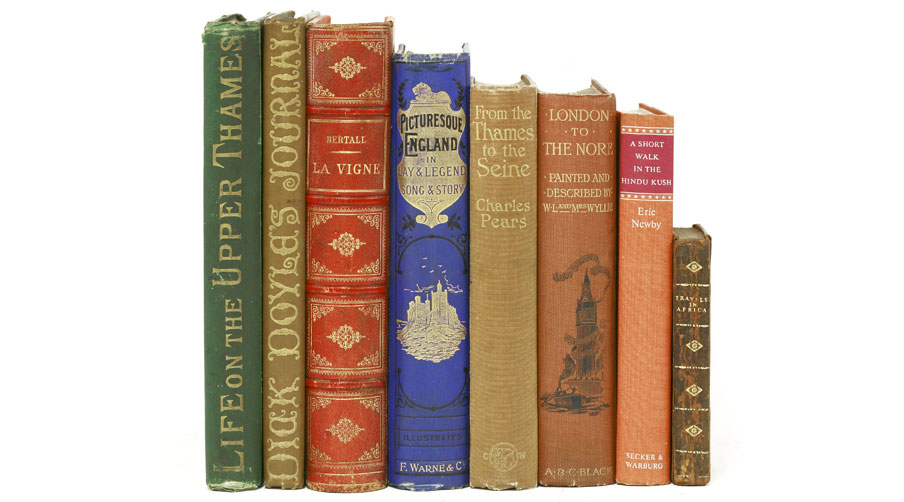 LIFE ON THE UPPER THAMES
DICK DOYLE'S JOURNAL
BERTALL
LA VIGNE
PICTURESQUE
ENGLAND
IN
LAY & LEGEND
SONG & STORY
ILLUSTRATED
F. WARNE & Co
From the
Thames
to the
Seine
Charles
Pears
C H
LONDON
TO
THE NORE
PAINTED AND
DESCRIBED BY
W·L·AND MRS WYLLIE
A·&·C·BLACK
A SHORT
WALK
IN THE
HINDU KUSH
Eric
Newby
SECKER &
WARBURG
TRAVELS
IN
AFRICA